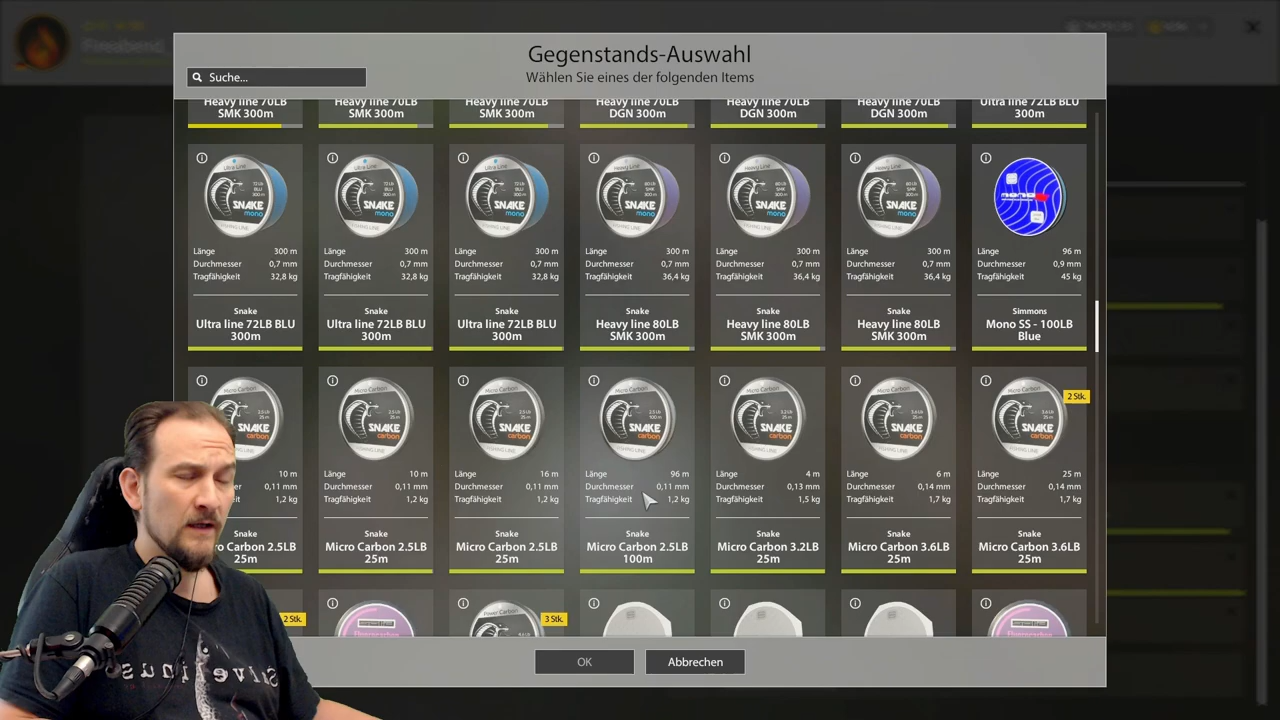 Gegenstands-Auswahl
Wählen Sie eines der folgenden Items
Suche...
Heavy line 70LB
SMK 300m
Heavy line 70LB
SMK 300m
Heavy line 70LB
SMK 300m
Heavy line 70LB
DGN 300m
Heavy line 70LB
DGN 300m
Heavy line 70LB
DGN 300m
Ultra line 72LB BLU
300m
Länge 300 m
Durchmesser 0,7 mm
Tragfähigkeit 32,8 kg
Snake
Ultra line 72LB BLU
300m
Länge 300 m
Durchmesser 0,7 mm
Tragfähigkeit 32,8 kg
Snake
Ultra line 72LB BLU
300m
Länge 300 m
Durchmesser 0,7 mm
Tragfähigkeit 32,8 kg
Snake
Ultra line 72LB BLU
300m
Länge 300 m
Durchmesser 0,7 mm
Tragfähigkeit 36,4 kg
Snake
Heavy line 80LB
SMK 300m
Länge 300 m
Durchmesser 0,7 mm
Tragfähigkeit 36,4 kg
Snake
Heavy line 80LB
SMK 300m
Länge 300 m
Durchmesser 0,7 mm
Tragfähigkeit 36,4 kg
Snake
Heavy line 80LB
SMK 300m
Länge 96 m
Durchmesser 0,9 mm
Tragfähigkeit 45 kg
Simmons
Mono SS - 100LB
Blue
10 m
0,11 mm
1,2 kg
Snake
ro Carbon 2.5LB
25m
Länge 10 m
Durchmesser 0,11 mm
Tragfähigkeit 1,2 kg
Snake
Micro Carbon 2.5LB
25m
Länge 16 m
Durchmesser 0,11 mm
Tragfähigkeit 1,2 kg
Snake
Micro Carbon 2.5LB
25m
Länge 96 m
Durchmesser 0,11 mm
Tragfähigkeit 1,2 kg
Snake
Micro Carbon 2.5LB
100m
Länge 4 m
Durchmesser 0,13 mm
Tragfähigkeit 1,5 kg
Snake
Micro Carbon 3.2LB
25m
Länge 6 m
Durchmesser 0,14 mm
Tragfähigkeit 1,7 kg
Snake
Micro Carbon 3.6LB
25m
2 Stk.
Länge 25 m
Durchmesser 0,14 mm
Tragfähigkeit 1,7 kg
Snake
Micro Carbon 3.6LB
25m
2 Stk.
3 Stk.
OK
Abbrechen